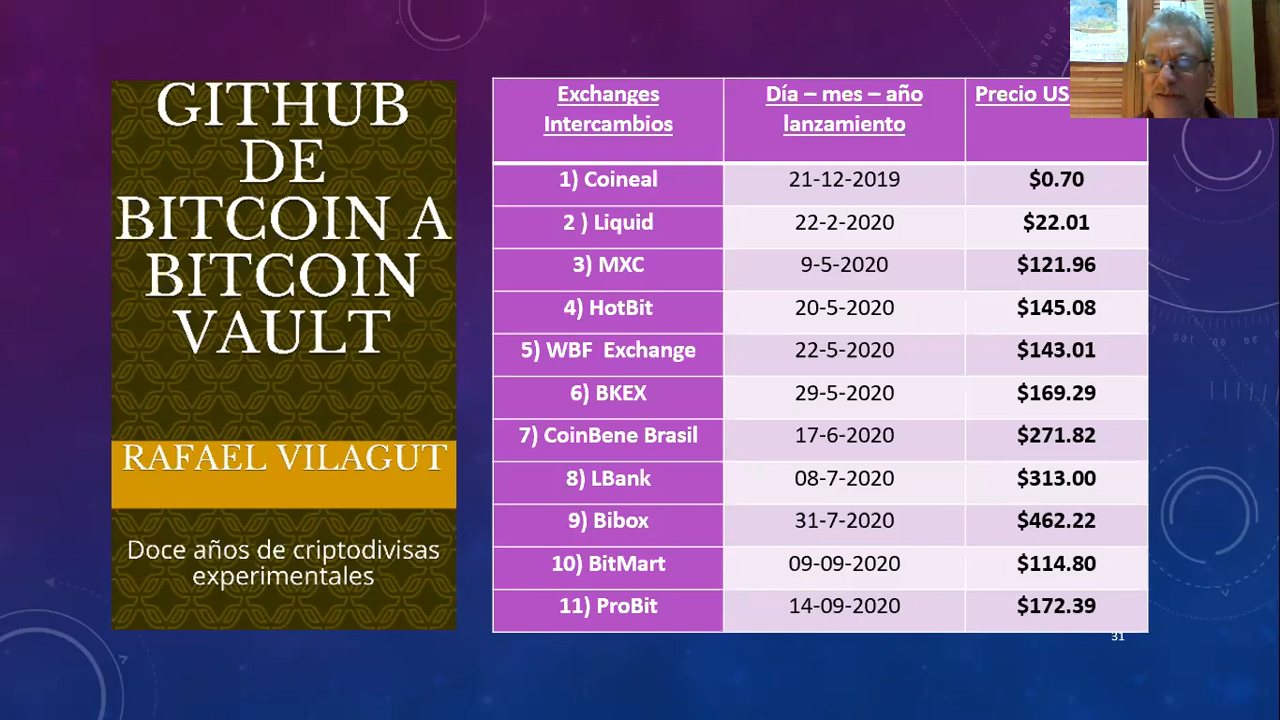 GITHUB
DE
BITCOIN A
BITCOIN
VAULT
RAFAEL VILAGUT
Doce años de criptodivisas
experimentales
Exchanges Día – mes – año Precio US
Intercambios lanzamiento
1) Coineal 21-12-2019 $0.70
2 ) Liquid 22-2-2020 $22.01
3) MXC 9-5-2020 $121.96
4) HotBit 20-5-2020 $145.08
5) WBF Exchange 22-5-2020 $143.01
6) BKEX 29-5-2020 $169.29
7) CoinBene Brasil 17-6-2020 $271.82
8) LBank 08-7-2020 $313.00
9) Bibox 31-7-2020 $462.22
10) BitMart 09-09-2020 $114.80
11) ProBit 14-09-2020 $172.39
31